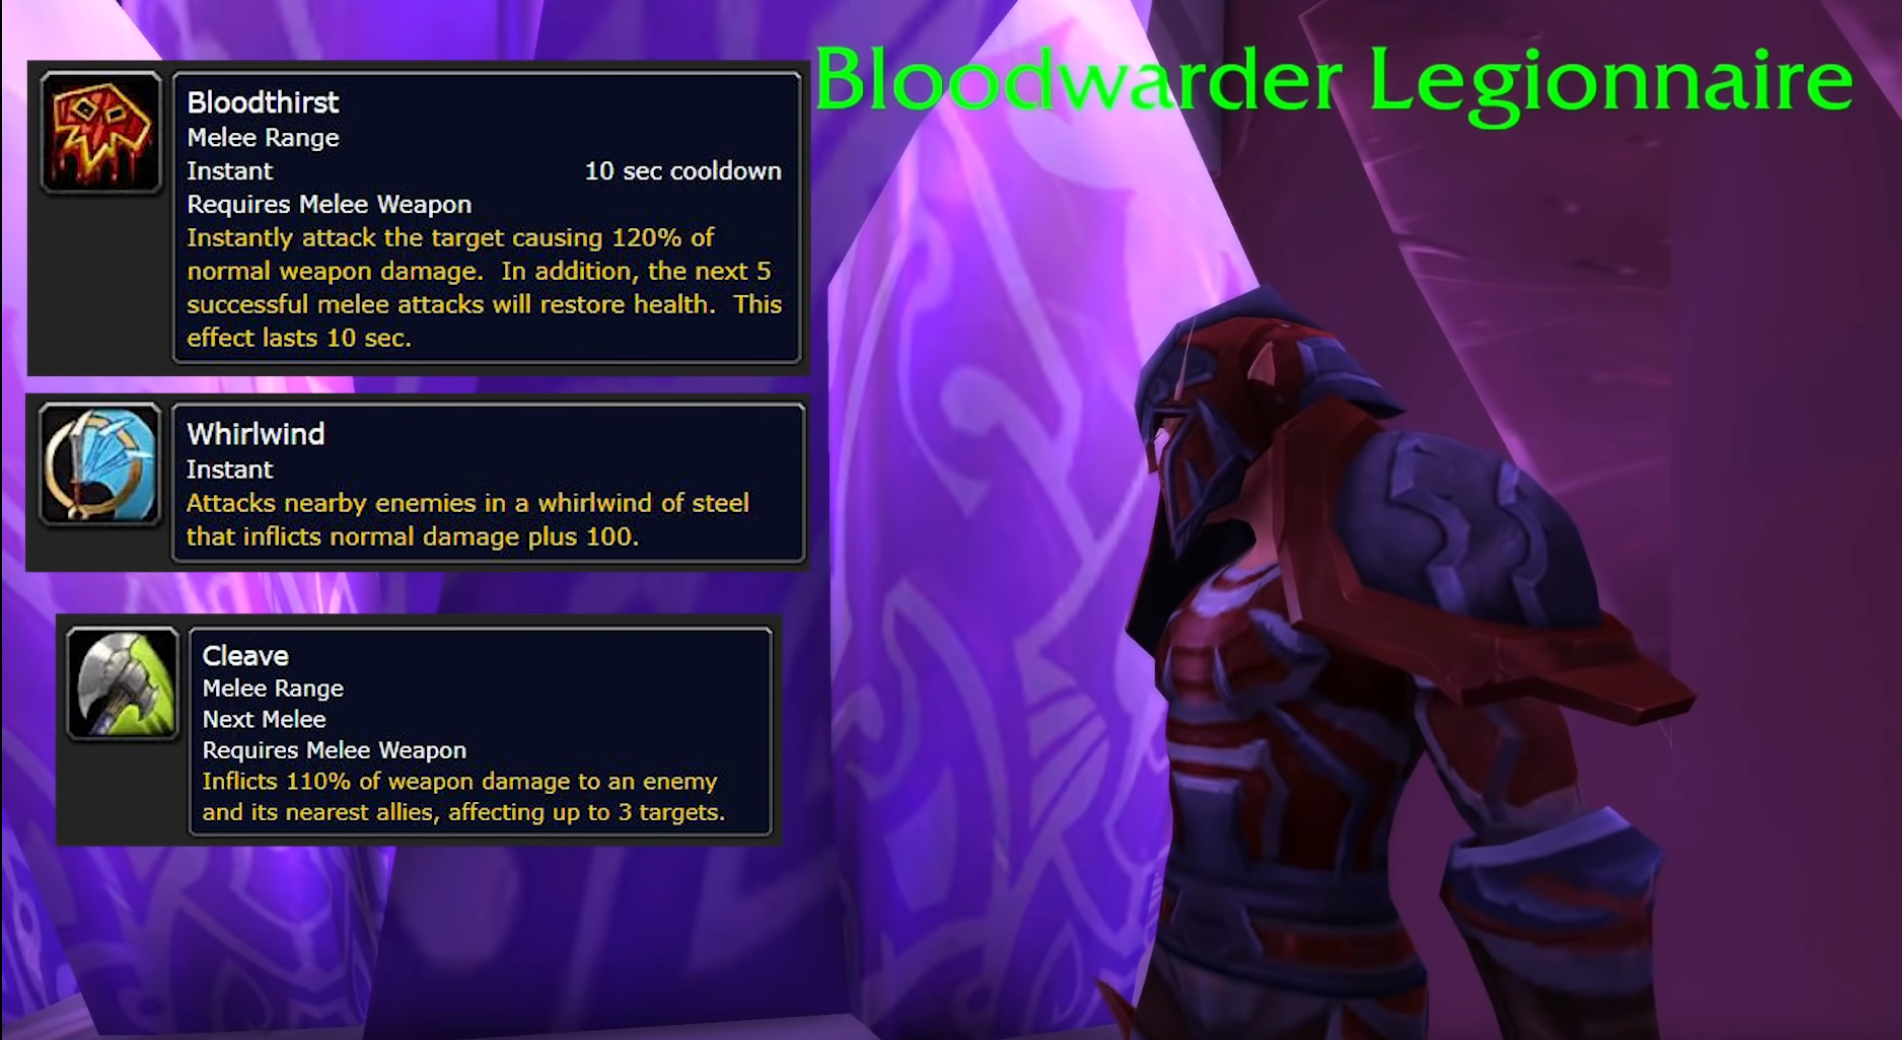 Bloodwarder Legionnaire
Bloodthirst
Melee Range
Instant 10 sec cooldown
Requires Melee Weapon
Instantly attack the target causing 120% of
normal weapon damage.  In addition, the next 5
successful melee attacks will restore health.  This
effect lasts 10 sec.
Whirlwind
Instant
Attacks nearby enemies in a whirlwind of steel
that inflicts normal damage plus 100.
Cleave
Melee Range
Next Melee
Requires Melee Weapon
Inflicts 110% of weapon damage to an enemy
and its nearest allies, affecting up to 3 targets.